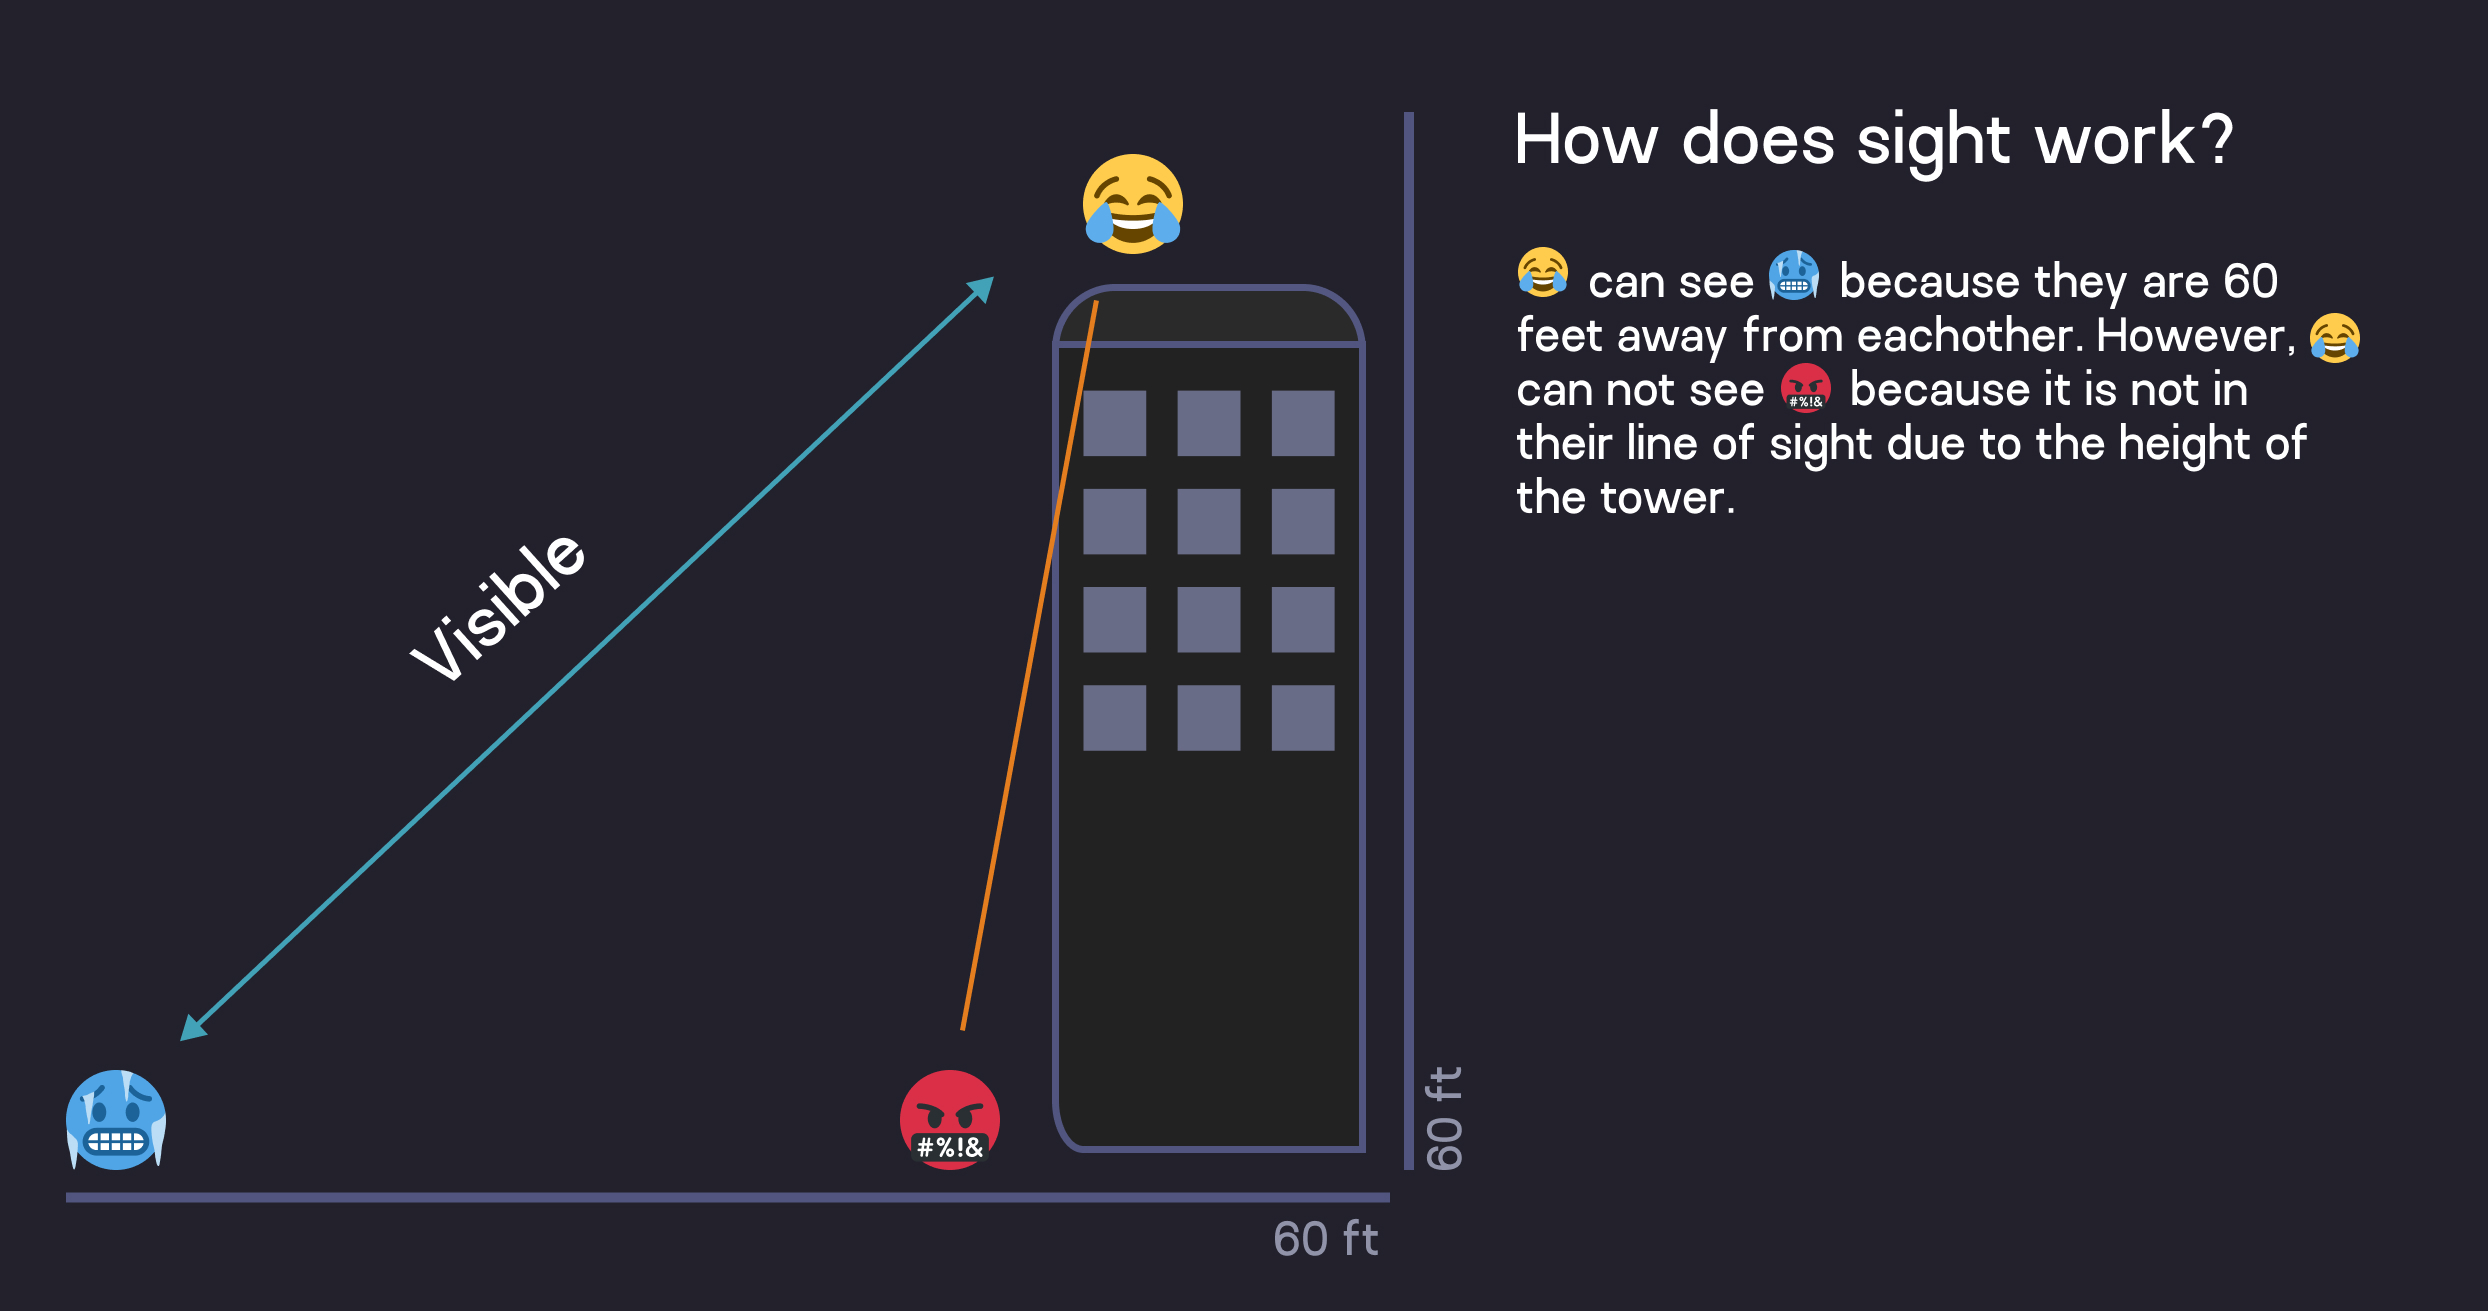 How does sight work?
😂 can see 🥶 because they are 60
feet away from eachother. However, 😂
can not see 🤬 because it is not in
their line of sight due to the height of
the tower.
Visible
#%!&
60 ft
60 ft